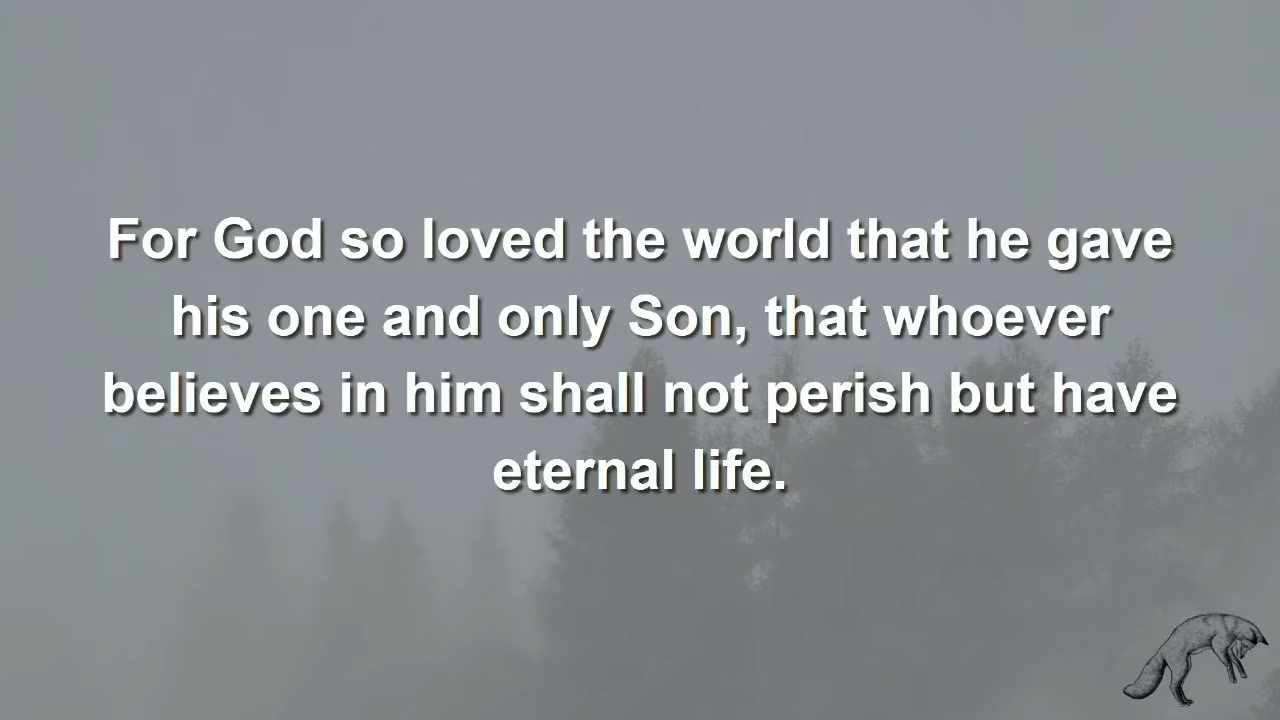 For God so loved the world that he gave
his one and only Son, that whoever
believes in him shall not perish but have
eternal life.